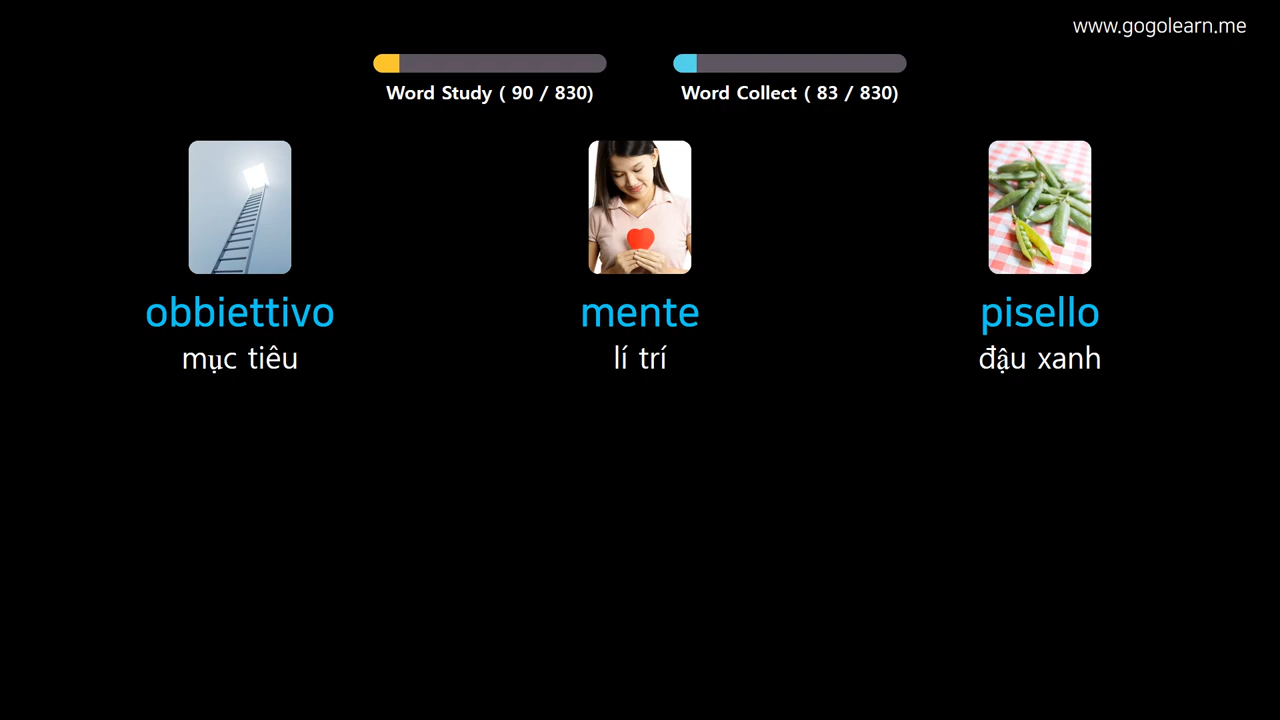 www.gogolearn.me
Word Study ( 90 / 830)
Word Collect ( 83 / 830)
obbiettivo
mục tiêu
mente
lí trí
pisello
đậu xanh